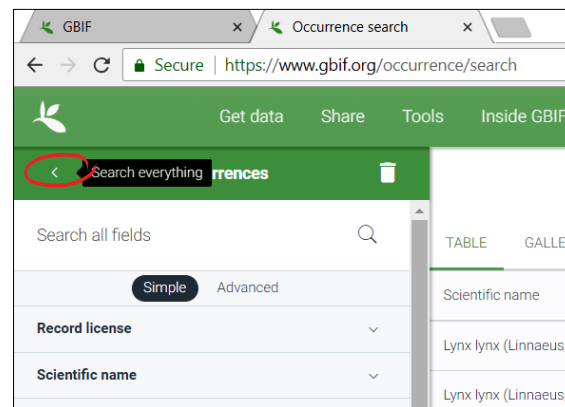 GBIF
Occurrence search
Secure
https://www.gbif.org/occurrence/search
Get data
Share
Tools
Inside GBIF
Search everything
rrences
Search all fields
TABLE
GALLE
Simple
Advanced
Scientific name
Record license
Lynx lynx (Linnaeus,
Scientific name
Lynx lynx (Linnaeus,